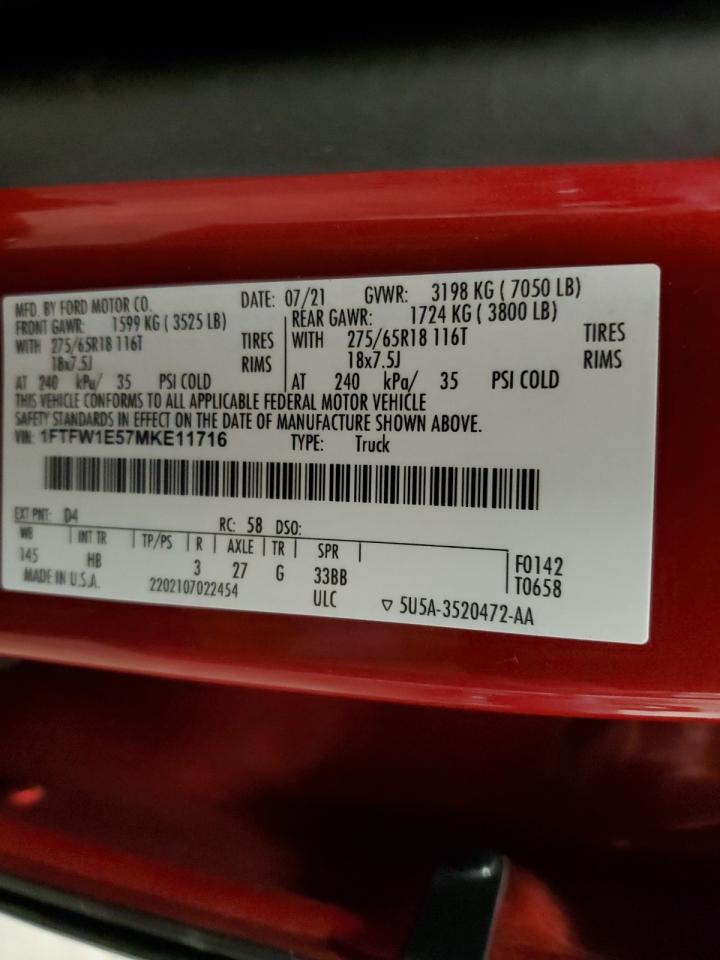 MFD. BY FORD MOTOR CO. DATE: 07/21 GVWR: 3198 KG ( 7050 LB)
FRONT GAWR: 1599 KG ( 3525 LB) REAR GAWR: 1724 KG ( 3800 LB)
WITH 275/65R18 116T TIRES WITH 275/65R18 116T TIRES
18x7.5J RIMS 18x7.5J RIMS
AT 240 kPa/ 35 PSI COLD AT 240 kPa/ 35 PSI COLD
THIS VEHICLE CONFORMS TO ALL APPLICABLE FEDERAL MOTOR VEHICLE
SAFETY STANDARDS IN EFFECT ON THE DATE OF MANUFACTURE SHOWN ABOVE.
VIN: 1FTFW1E57MKE11716 TYPE: Truck
EXT PNT: D4 RC: 58 DSO:
WB INT TR TP/PS R AXLE TR SPR
145 HB 3 27 G 33BB F0142
MADE IN U.S.A. 2202107022454 ULC T0658
▽ 5U5A-3520472-AA